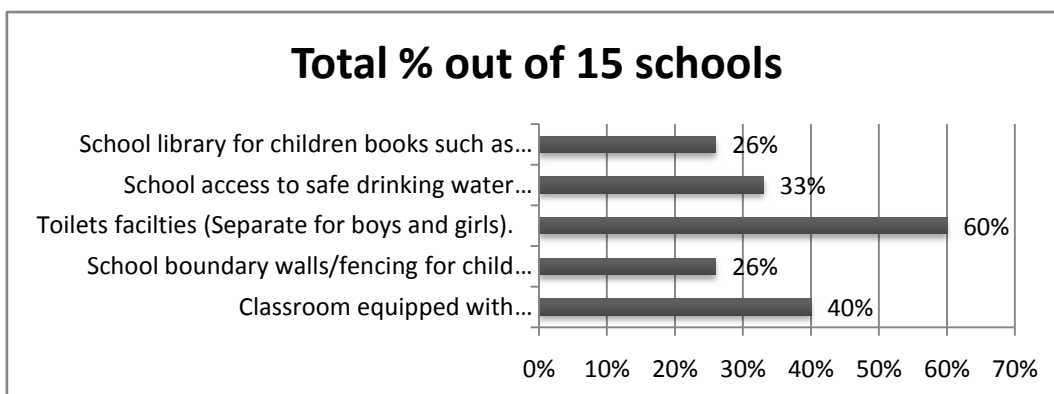 Total % out of 15 schools
School library for children books such as... 26%
School access to safe drinking water... 33%
Toilets facilties (Separate for boys and girls). 60%
School boundary walls/fencing for child... 26%
Classroom equipped with... 40%
0% 10% 20% 30% 40% 50% 60% 70%